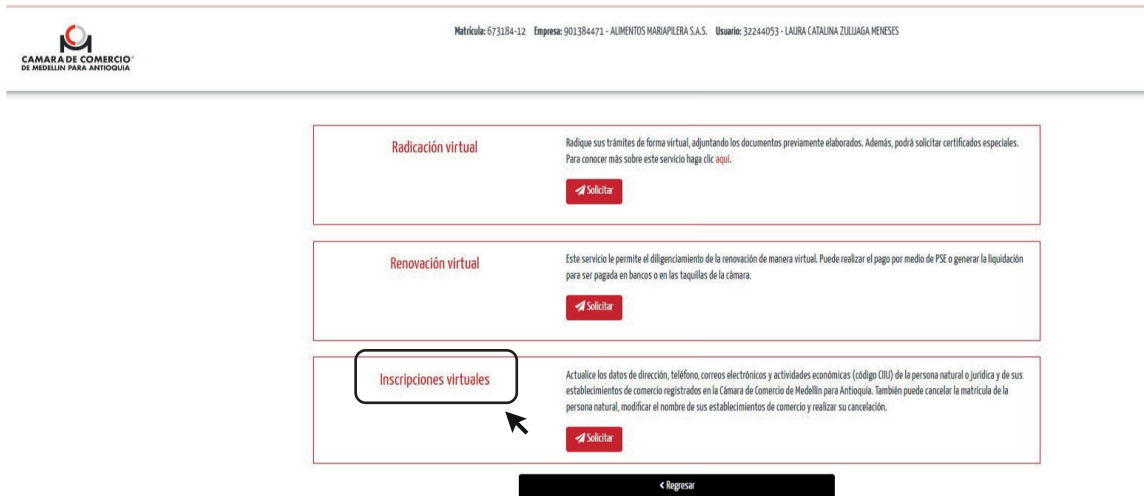 CAMARA DE COMERCIO
DE MEDELLIN PARA ANTIOQUIA
Matrícula: 673184-12 Empresa: 901384471 - ALIMENTOS MARIAPILERA S.A.S. Usuario: 32244053 - LAURA CATALINA ZULUAGA MENESES
Radicación virtual
Radique sus trámites de forma virtual, adjuntando los documentos previamente elaborados. Además, podrá solicitar certificados especiales.
Para conocer más sobre este servicio haga clic aquí.
Solicitar
Renovación virtual
Este servicio le permite el diligenciamiento de la renovación de manera virtual. Puede realizar el pago por medio de PSE o generar la liquidación
para ser pagada en bancos o en las taquillas de la cámara.
Solicitar
Inscripciones virtuales
Actualice los datos de dirección, teléfono, correos electrónicos y actividades económicas (código CIIU) de la persona natural o jurídica y de sus
establecimientos de comercio registrados en la Cámara de Comercio de Medellín para Antioquia. También puede cancelar la matrícula de la
persona natural, modificar el nombre de sus establecimientos de comercio y realizar su cancelación.
Solicitar
< Regresar